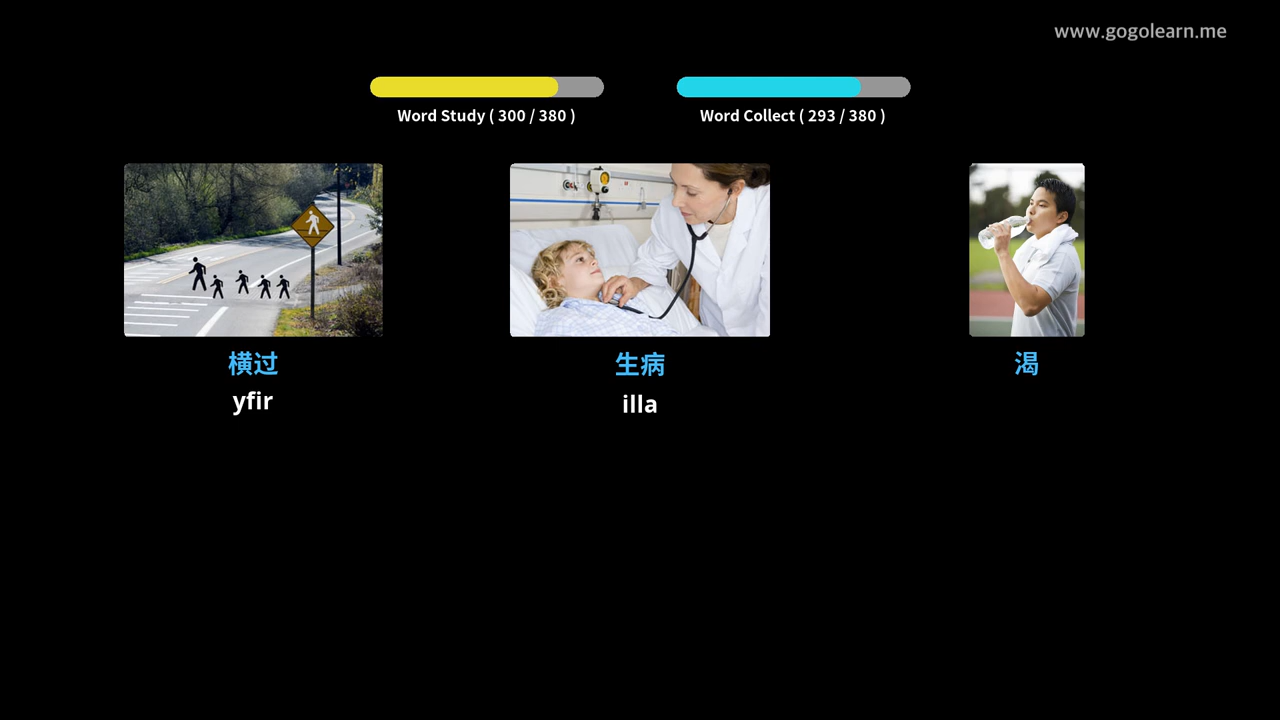 www.gogolearn.me
Word Study ( 300 / 380 )
Word Collect ( 293 / 380 )
横过
yfir
生病
illa
渴